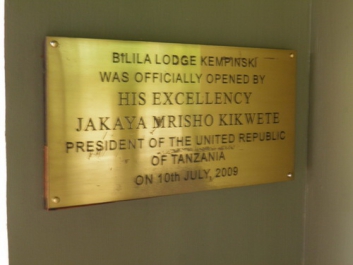 BILILA LODGE KEMPINSKI
WAS OFFICIALLY OPENED BY
HIS EXCELLENCY
JAKAYA MRISHO KIKWETE
PRESIDENT OF THE UNITED REPUBLIC
OF TANZANIA
ON 10th JULY, 2009